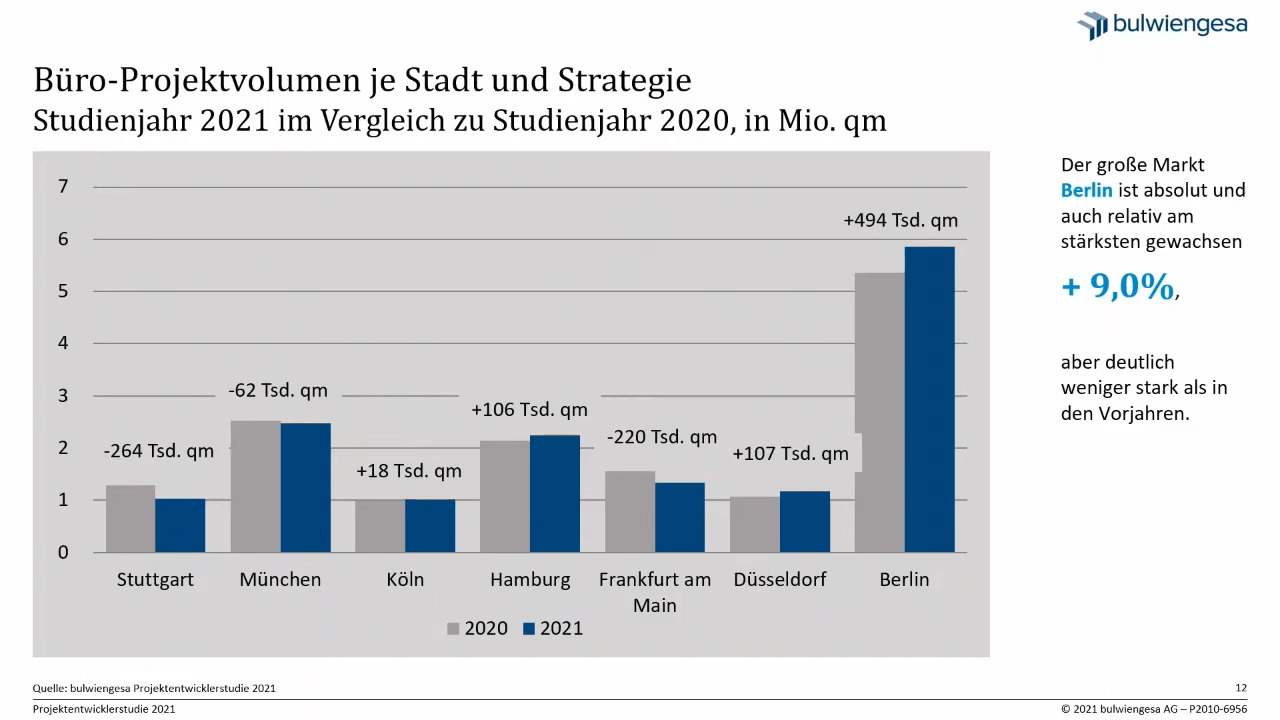 bulwiengesa
Büro-Projektvolumen je Stadt und Strategie
Studienjahr 2021 im Vergleich zu Studienjahr 2020, in Mio. qm
7
6
5
4
3
2
1
0
-264 Tsd. qm
-62 Tsd. qm
+18 Tsd. qm
+106 Tsd. qm
-220 Tsd. qm
+107 Tsd. qm
+494 Tsd. qm
Stuttgart
München
Köln
Hamburg
Frankfurt am
Main
Düsseldorf
Berlin
2020
2021
Der große Markt
Berlin ist absolut und
auch relativ am
stärksten gewachsen
+ 9,0%,
aber deutlich
weniger stark als in
den Vorjahren.
Quelle: bulwiengesa Projektentwicklerstudie 2021
12
Projektentwicklerstudie 2021
© 2021 bulwiengesa AG – P2010-6956